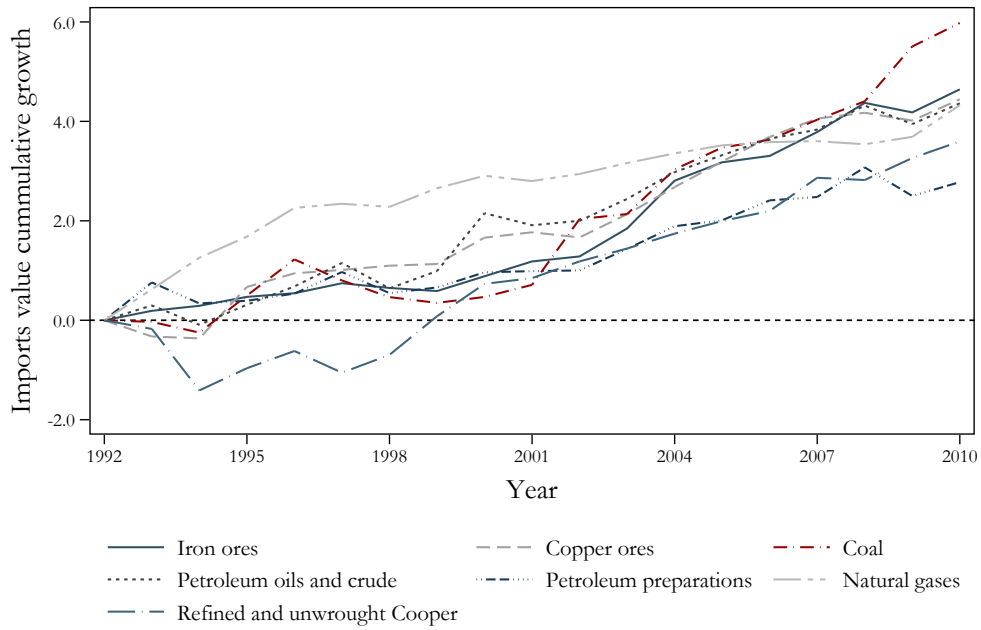 Imports value cummulative growth
6.0
4.0
2.0
0.0
-2.0
1992 1995 1998 2001 2004 2007 2010
Year
Iron ores Copper ores Coal
Petroleum oils and crude Petroleum preparations Natural gases
Refined and unwrought Cooper